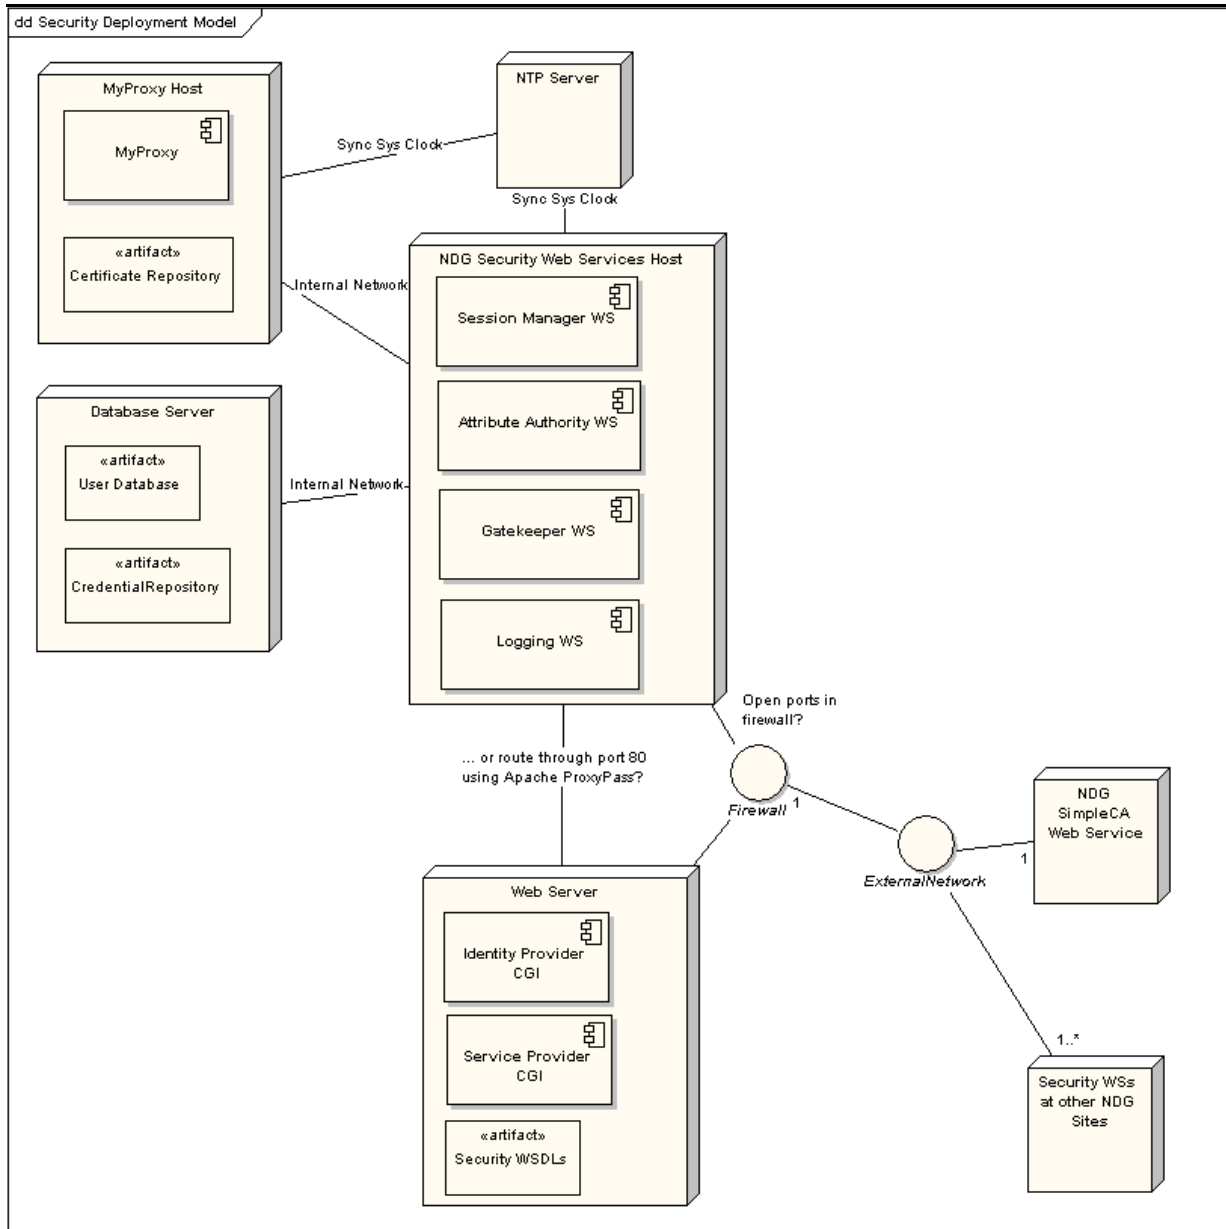 dd Security Deployment Model
MyProxy Host
MyProxy
«artifact»
Certificate Repository
NTP Server
Sync Sys Clock
Sync Sys Clock
Internal Network
NDG Security Web Services Host
Session Manager WS
Attribute Authority WS
Gatekeeper WS
Logging WS
Database Server
«artifact»
User Database
«artifact»
CredentialRepository
Internal Network
Open ports in
firewall?
... or route through port 80
using Apache ProxyPass?
Firewall
1
ExternalNetwork
NDG
SimpleCA
Web Service
1
Web Server
Identity Provider
CGI
Service Provider
CGI
«artifact»
Security WSDLs
1..*
Security WSs
at other NDG
Sites